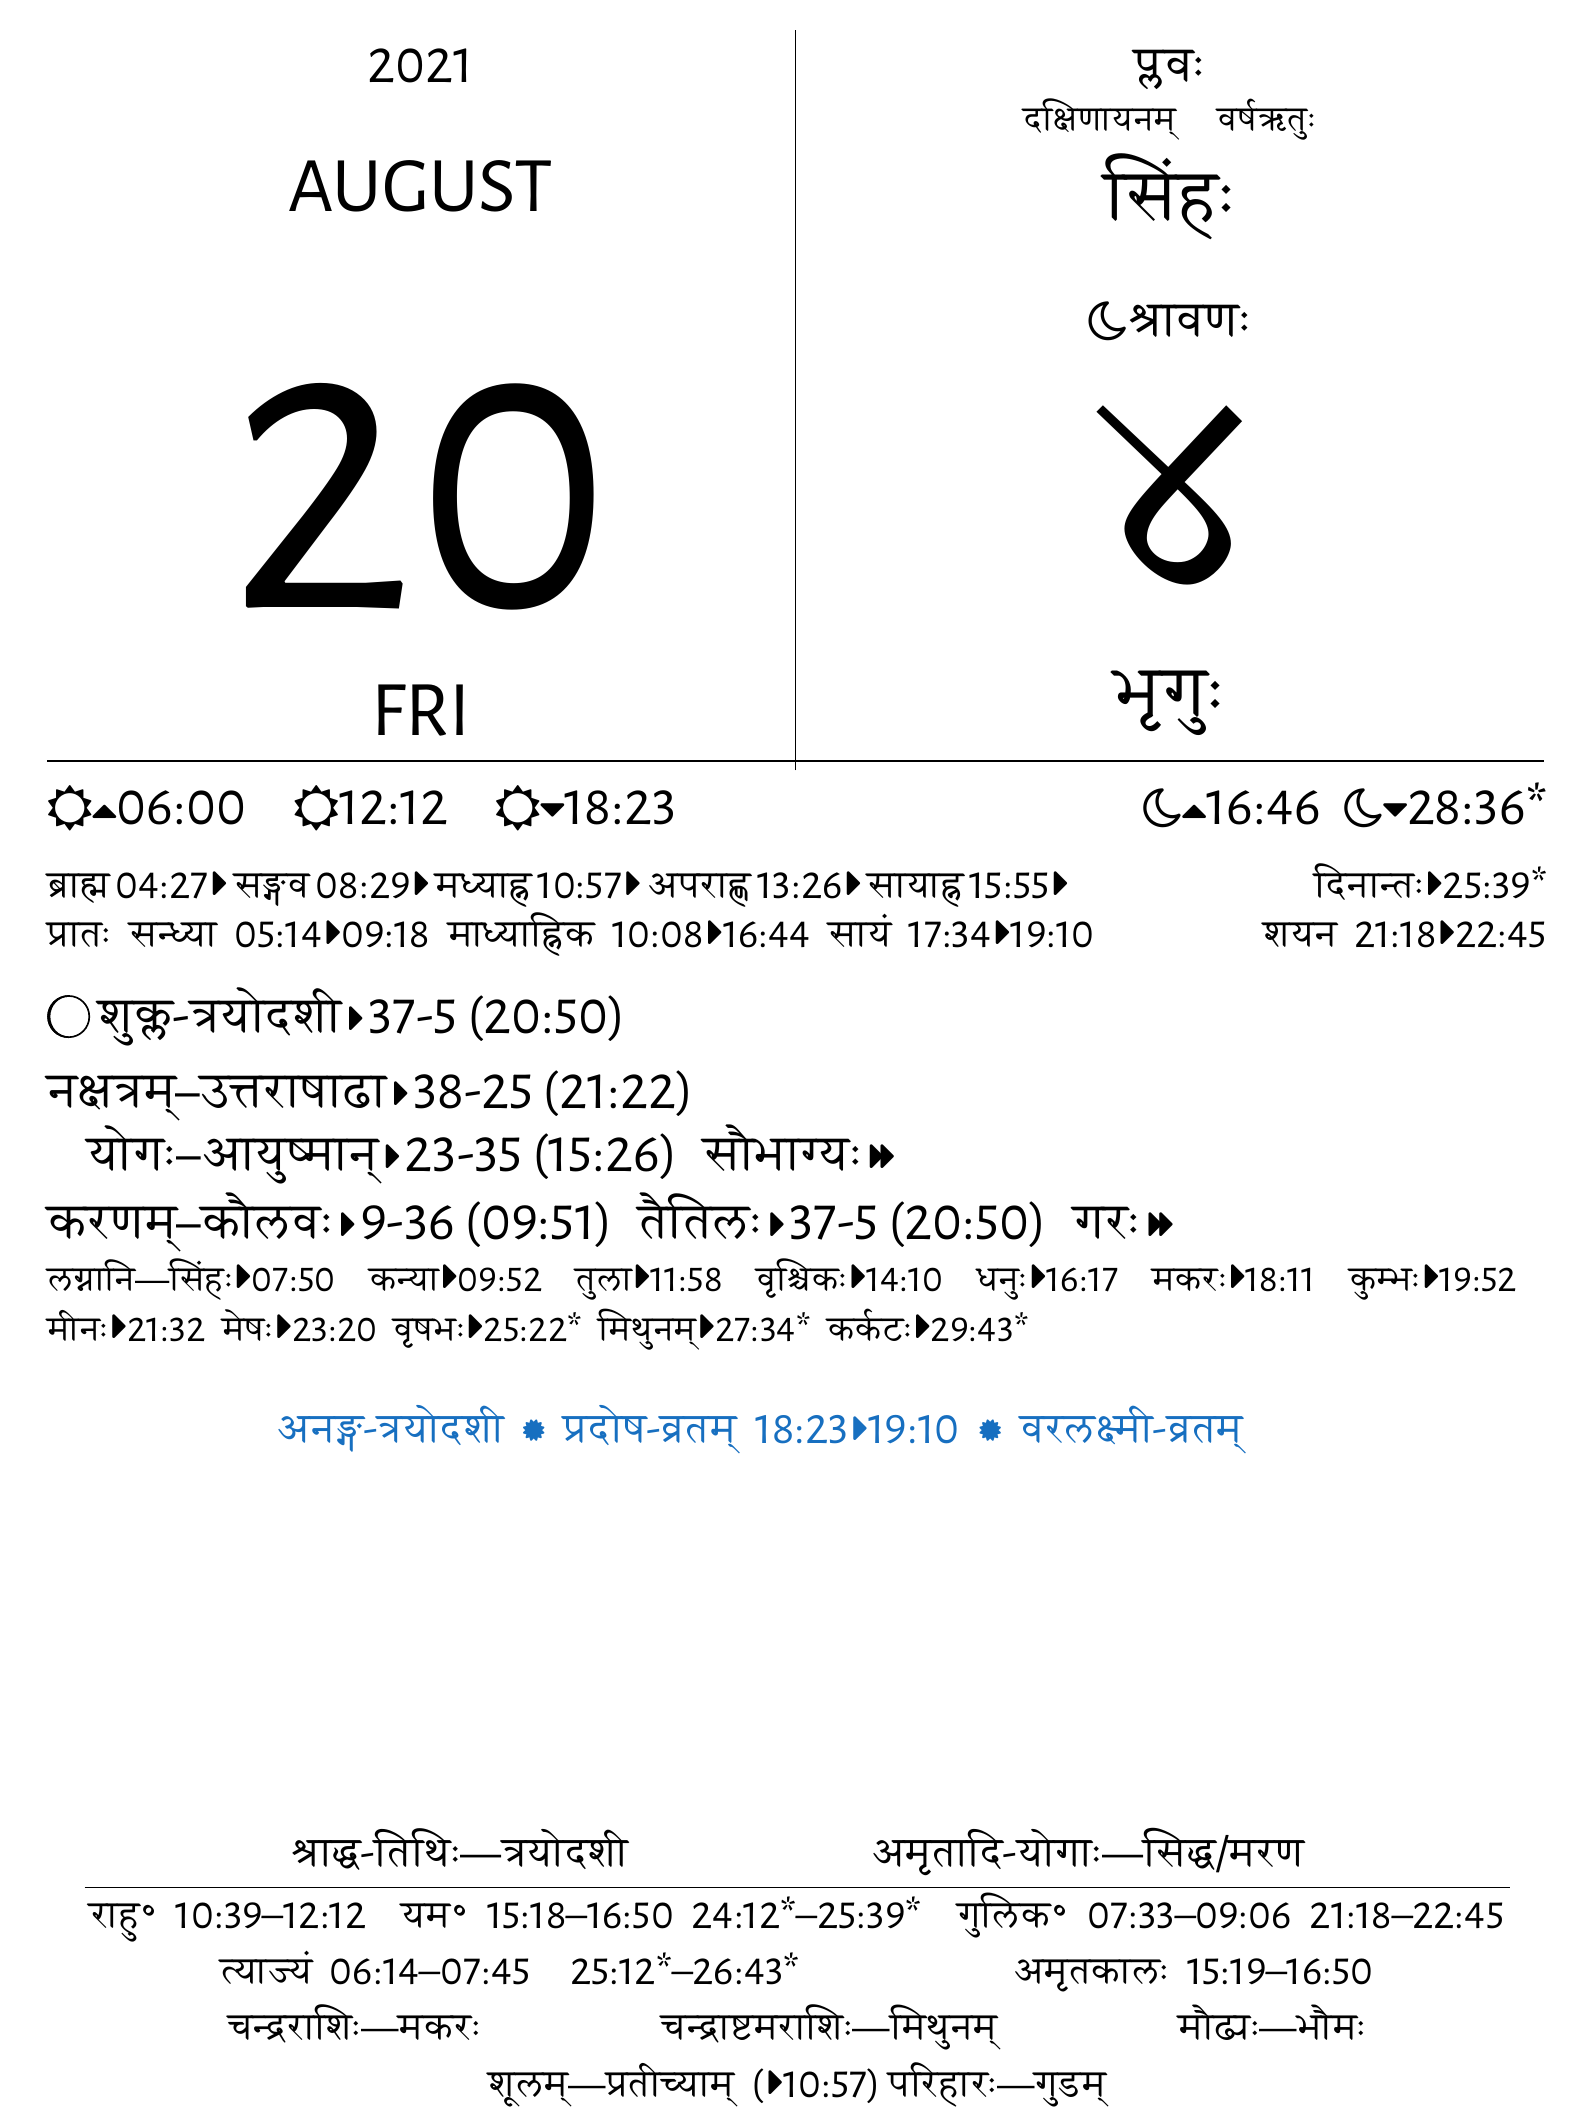 2021
AUGUST
20
FRI
प्लवः
दक्षिणायनम् वर्षऋतुः
सिंहः
श्रावणः
४
भृगुः
06:00 12:12 18:23 16:46 28:36*
ब्राह्म 04:27 सङ्गव 08:29 मध्याह्न 10:57 अपराह्ण 13:26 सायाह्न 15:55 दिनान्तः 25:39*
प्रातः सन्ध्या 05:14 09:18 माध्याह्निक 10:08 16:44 सायं 17:34 19:10 शयन 21:18 22:45
शुक्ल-त्रयोदशी 37-5 (20:50)
नक्षत्रम्–उत्तराषाढा 38-25 (21:22)
योगः–आयुष्मान् 23-35 (15:26) सौभाग्यः
करणम्–कौलवः 9-36 (09:51) तैतिलः 37-5 (20:50) गरः
लग्नानि—सिंहः 07:50 कन्या 09:52 तुला 11:58 वृश्चिकः 14:10 धनुः 16:17 मकरः 18:11 कुम्भः 19:52
मीनः 21:32 मेषः 23:20 वृषभः 25:22* मिथुनम् 27:34* कर्कटः 29:43*
अनङ्ग-त्रयोदशी प्रदोष-व्रतम् 18:23 19:10 वरलक्ष्मी-व्रतम्
श्राद्ध-तिथिः—त्रयोदशी अमृतादि-योगाः—सिद्ध/मरण
राहु॰ 10:39–12:12 यम॰ 15:18–16:50 24:12*–25:39* गुलिक॰ 07:33–09:06 21:18–22:45
त्याज्यं 06:14–07:45 25:12*–26:43* अमृतकालः 15:19–16:50
चन्द्रराशिः—मकरः चन्द्राष्टमराशिः—मिथुनम् मौढ्यः—भौमः
शूलम्—प्रतीच्याम् (10:57) परिहारः—गुडम्